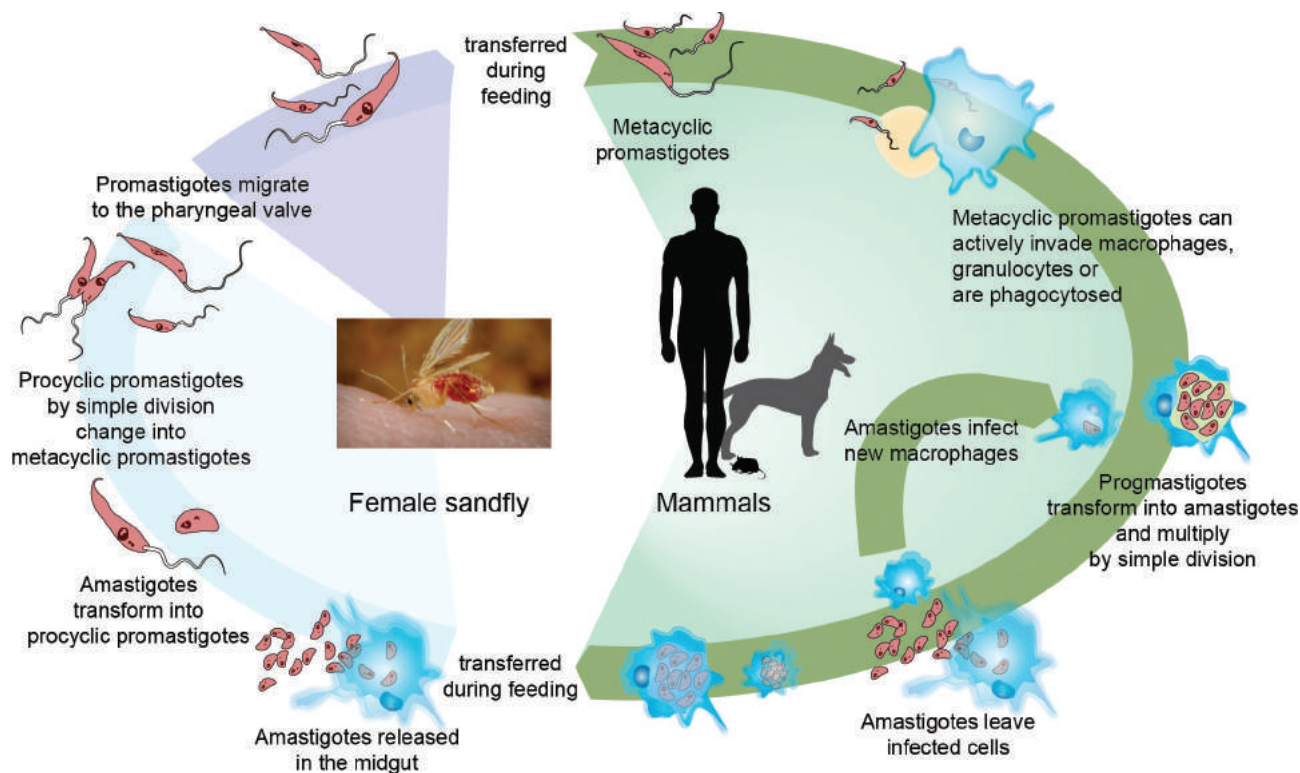 transferred
during
feeding
Metacyclic
promastigotes
Metacyclic promastigotes can
actively invade macrophages,
granulocytes or
are phagocytosed
Progmastigotes
transform into amastigotes
and multiply
by simple division
Amastigotes infect
new macrophages
Amastigotes leave
infected cells
Mammals
transferred
during feeding
Amastigotes released
in the midgut
Amastigotes
transform into
procyclic promastigotes
Procyclic promastigotes
by simple division
change into
metacyclic promastigotes
Promastigotes migrate
to the pharyngeal valve
Female sandfly